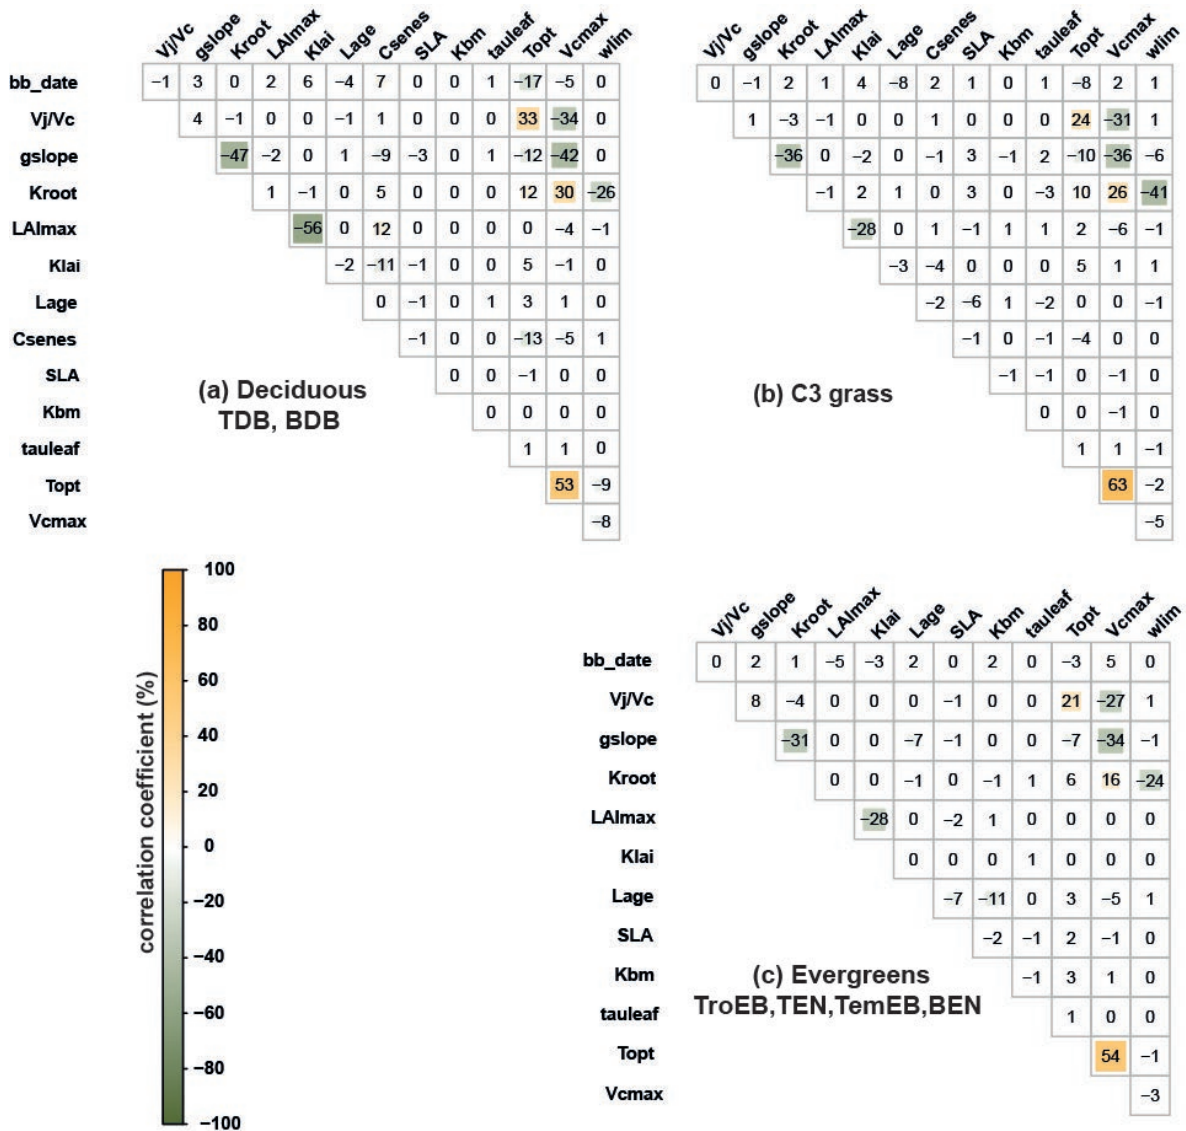 Vj/Vc gslope Kroot LAImax Klai Lage Csenes SLA Kbm tauleaf Topt Vcmax wlim
bb_date −1 3 0 2 6 −4 7 0 0 1 −17 −5 0
Vj/Vc 4 −1 0 0 −1 1 0 0 0 33 −34 0
gslope −47 −2 0 1 −9 −3 0 1 −12 −42 0
Kroot 1 −1 0 5 0 0 0 12 30 −26
LAImax −56 0 12 0 0 0 0 −4 −1
Klai −2 −11 −1 0 0 5 −1 0
Lage 0 −1 0 1 3 1 0
Csenes −1 0 0 −13 −5 1
SLA 0 0 −1 0 0
Kbm 0 0 0 0
tauleaf 1 1 0
Topt 53 −9
Vcmax −8
(a) Deciduous
TDB, BDB
Vj/Vc gslope Kroot LAImax Klai Lage Csenes SLA Kbm tauleaf Topt Vcmax wlim
0 −1 2 1 4 −8 2 1 0 1 −8 2 1
1 −3 −1 0 0 1 0 0 0 24 −31 1
−36 0 −2 0 −1 3 −1 2 −10 −36 −6
−1 2 1 0 3 0 −3 10 26 −41
−28 0 1 −1 1 1 2 −6 −1
−3 −4 0 0 0 5 1 1
−2 −6 1 −2 0 0 −1
−1 0 −1 −4 0 0
−1 −1 0 −1 0
0 0 −1 0
1 1 −1
63 −2
−5
(b) C3 grass
correlation coefficient (%)
100
80
60
40
20
0
−20
−40
−60
−80
−100
Vj/Vc gslope Kroot LAImax Klai Lage SLA Kbm tauleaf Topt Vcmax wlim
bb_date 0 2 1 −5 −3 2 0 2 0 −3 5 0
Vj/Vc 8 −4 0 0 0 −1 0 0 21 −27 1
gslope −31 0 0 −7 −1 0 0 −7 −34 −1
Kroot 0 0 −1 0 −1 1 6 16 −24
LAImax −28 0 −2 1 0 0 0 0
Klai 0 0 0 1 0 0 0
Lage −7 −11 0 3 −5 1
SLA −2 −1 2 −1 0
Kbm −1 3 1 0
tauleaf 1 0 0
Topt 54 −1
Vcmax −3
(c) Evergreens
TroEB,TEN,TemEB,BEN